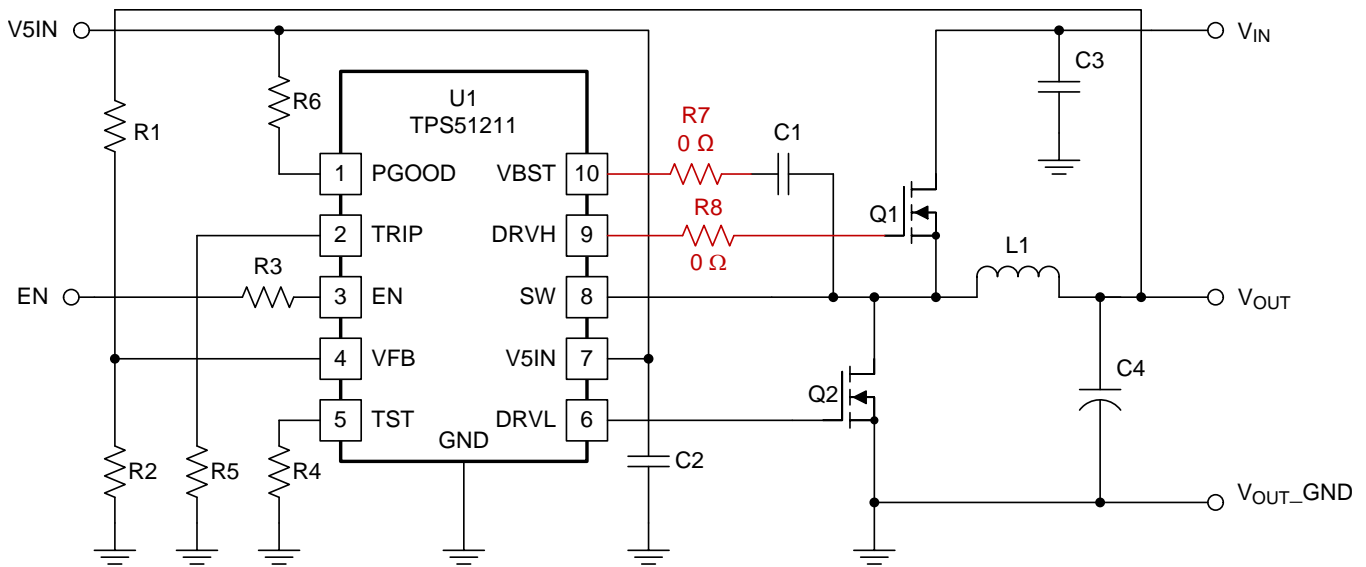 V5IN
V_IN
C3
R6
U1
TPS51211
R1
R7
0 Ω
C1
1
PGOOD
VBST
10
2
TRIP
DRVH
9
R8
0 Ω
Q1
R3
L1
EN
3
EN
SW
8
V_OUT
4
VFB
V5IN
7
C4
Q2
5
TST
DRVL
6
GND
R2
R5
R4
C2
V_OUT_GND